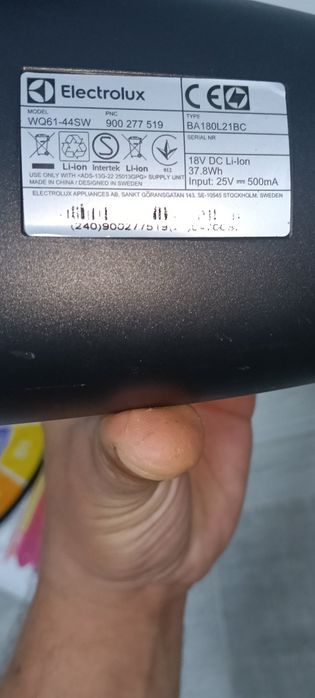 Electrolux
MODEL
WQ61-44SW
PNC
900 277 519
TYPE
BA180L21BC
SERIAL NR
Li-ion Intertek Li-ion
18V DC Li-Ion
37.8Wh
Input: 25V ⎓ 500mA
USE ONLY WITH <ADS-13G-22 25013GPG> SUPPLY UNIT
MADE IN CHINA / DESIGNED IN SWEDEN
ELECTROLUX APPLIANCES AB, SANKT GÖRANSGATAN 143, SE-10545 STOCKHOLM, SWEDEN
(240)900277519